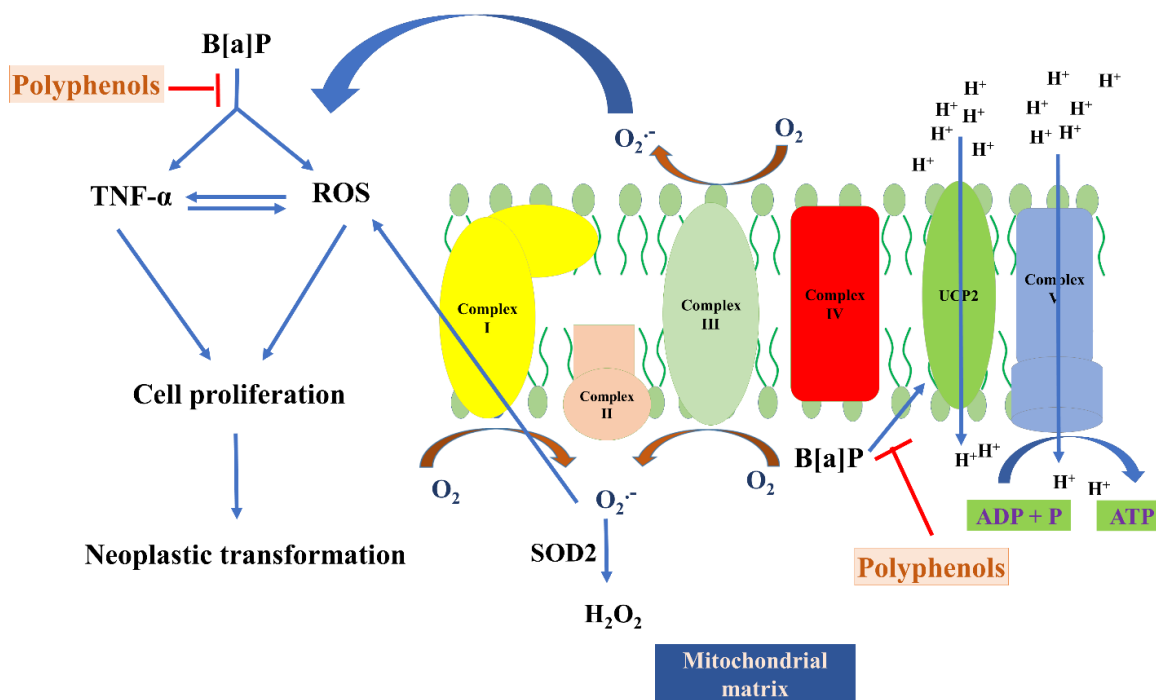 B[a]P
Polyphenols
TNF-α
ROS
Cell proliferation
Neoplastic transformation
O₂·-
O₂
H⁺
H⁺
H⁺
H⁺
H⁺
H⁺
H⁺
H⁺
H⁺
H⁺
H⁺
H⁺
Complex
I
Complex
II
Complex
III
Complex
IV
UCP2
Complex
V
O₂
O₂·-
O₂
B[a]P
H⁺
H⁺
H⁺
H⁺
ADP + P
ATP
SOD2
H₂O₂
Polyphenols
Mitochondrial
matrix